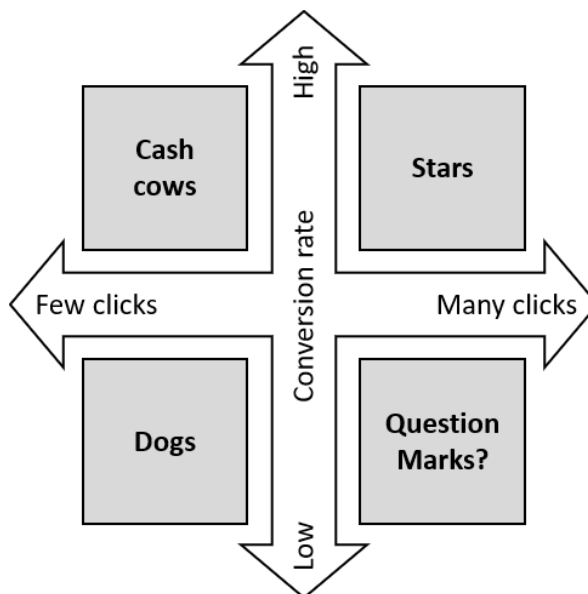 High
Cash
cows
Stars
Conversion rate
Few clicks
Many clicks
Dogs
Question
Marks?
Low